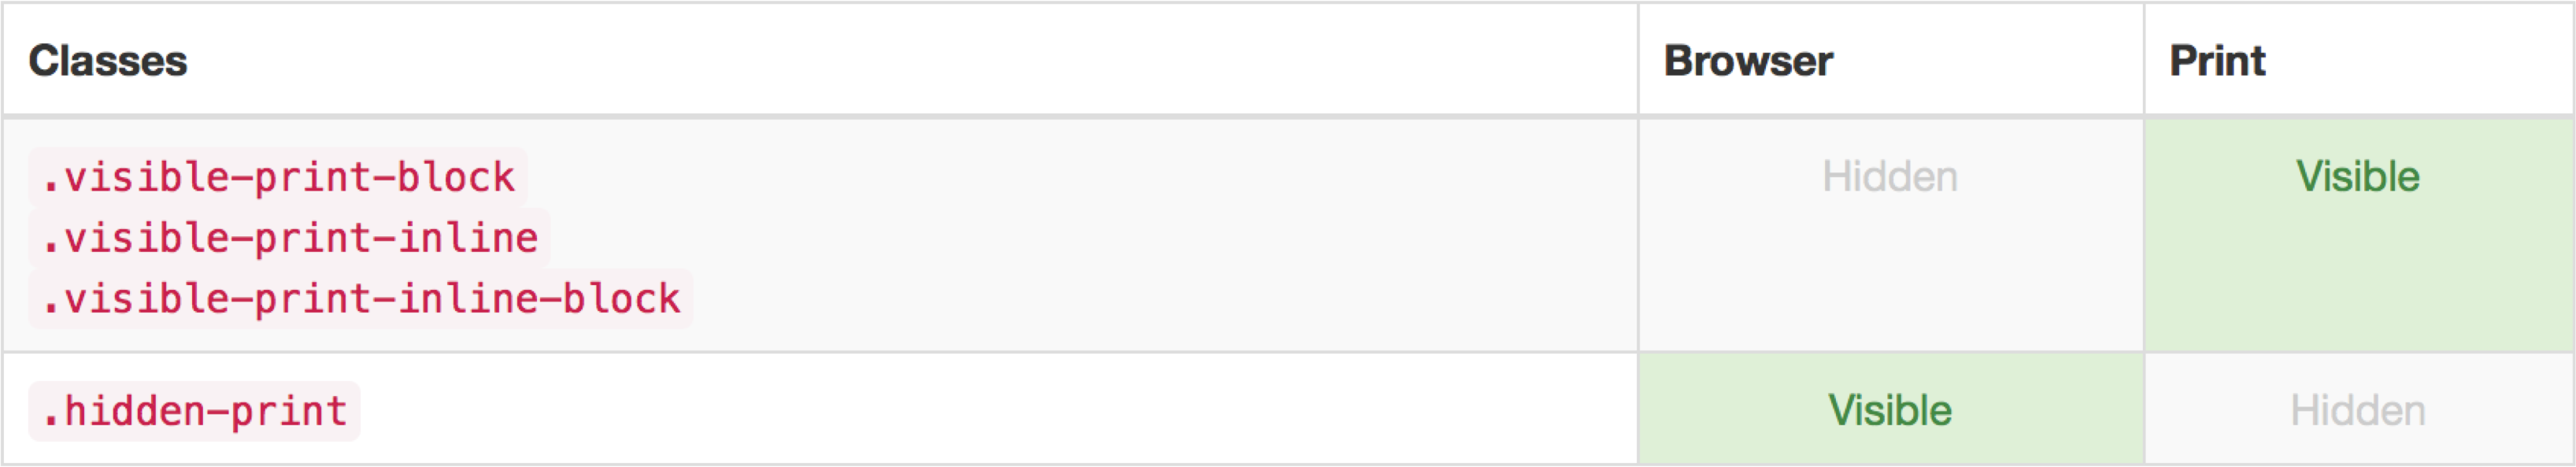 Classes Browser Print
.visible-print-block Hidden Visible
.visible-print-inline
.visible-print-inline-block
.hidden-print Visible Hidden